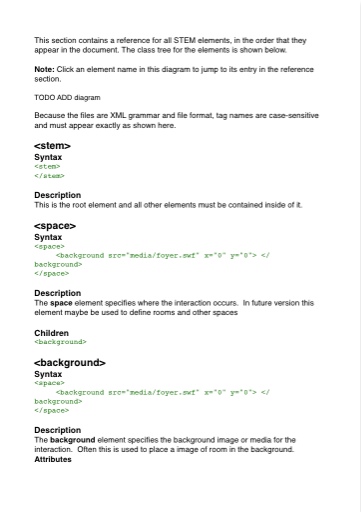 This section contains a reference for all STEM elements, in the order that they
appear in the document. The class tree for the elements is shown below.
Note: Click an element name in this diagram to jump to its entry in the reference
section.
TODO ADD diagram
Because the files are XML grammar and file format, tag names are case-sensitive
and must appear exactly as shown here.
<stem>
Syntax
<stem>
</stem>
Description
This is the root element and all other elements must be contained inside of it.
<space>
Syntax
<space>
<background src="media/foyer.swf" x="0" y="0"> </
background>
</space>
Description
The space element specifies where the interaction occurs. In future version this
element maybe be used to define rooms and other spaces
Children
<background>
<background>
Syntax
<space>
<background src="media/foyer.swf" x="0" y="0"> </
background>
</space>
Description
The background element specifies the background image or media for the
interaction. Often this is used to place a image of room in the background.
Attributes